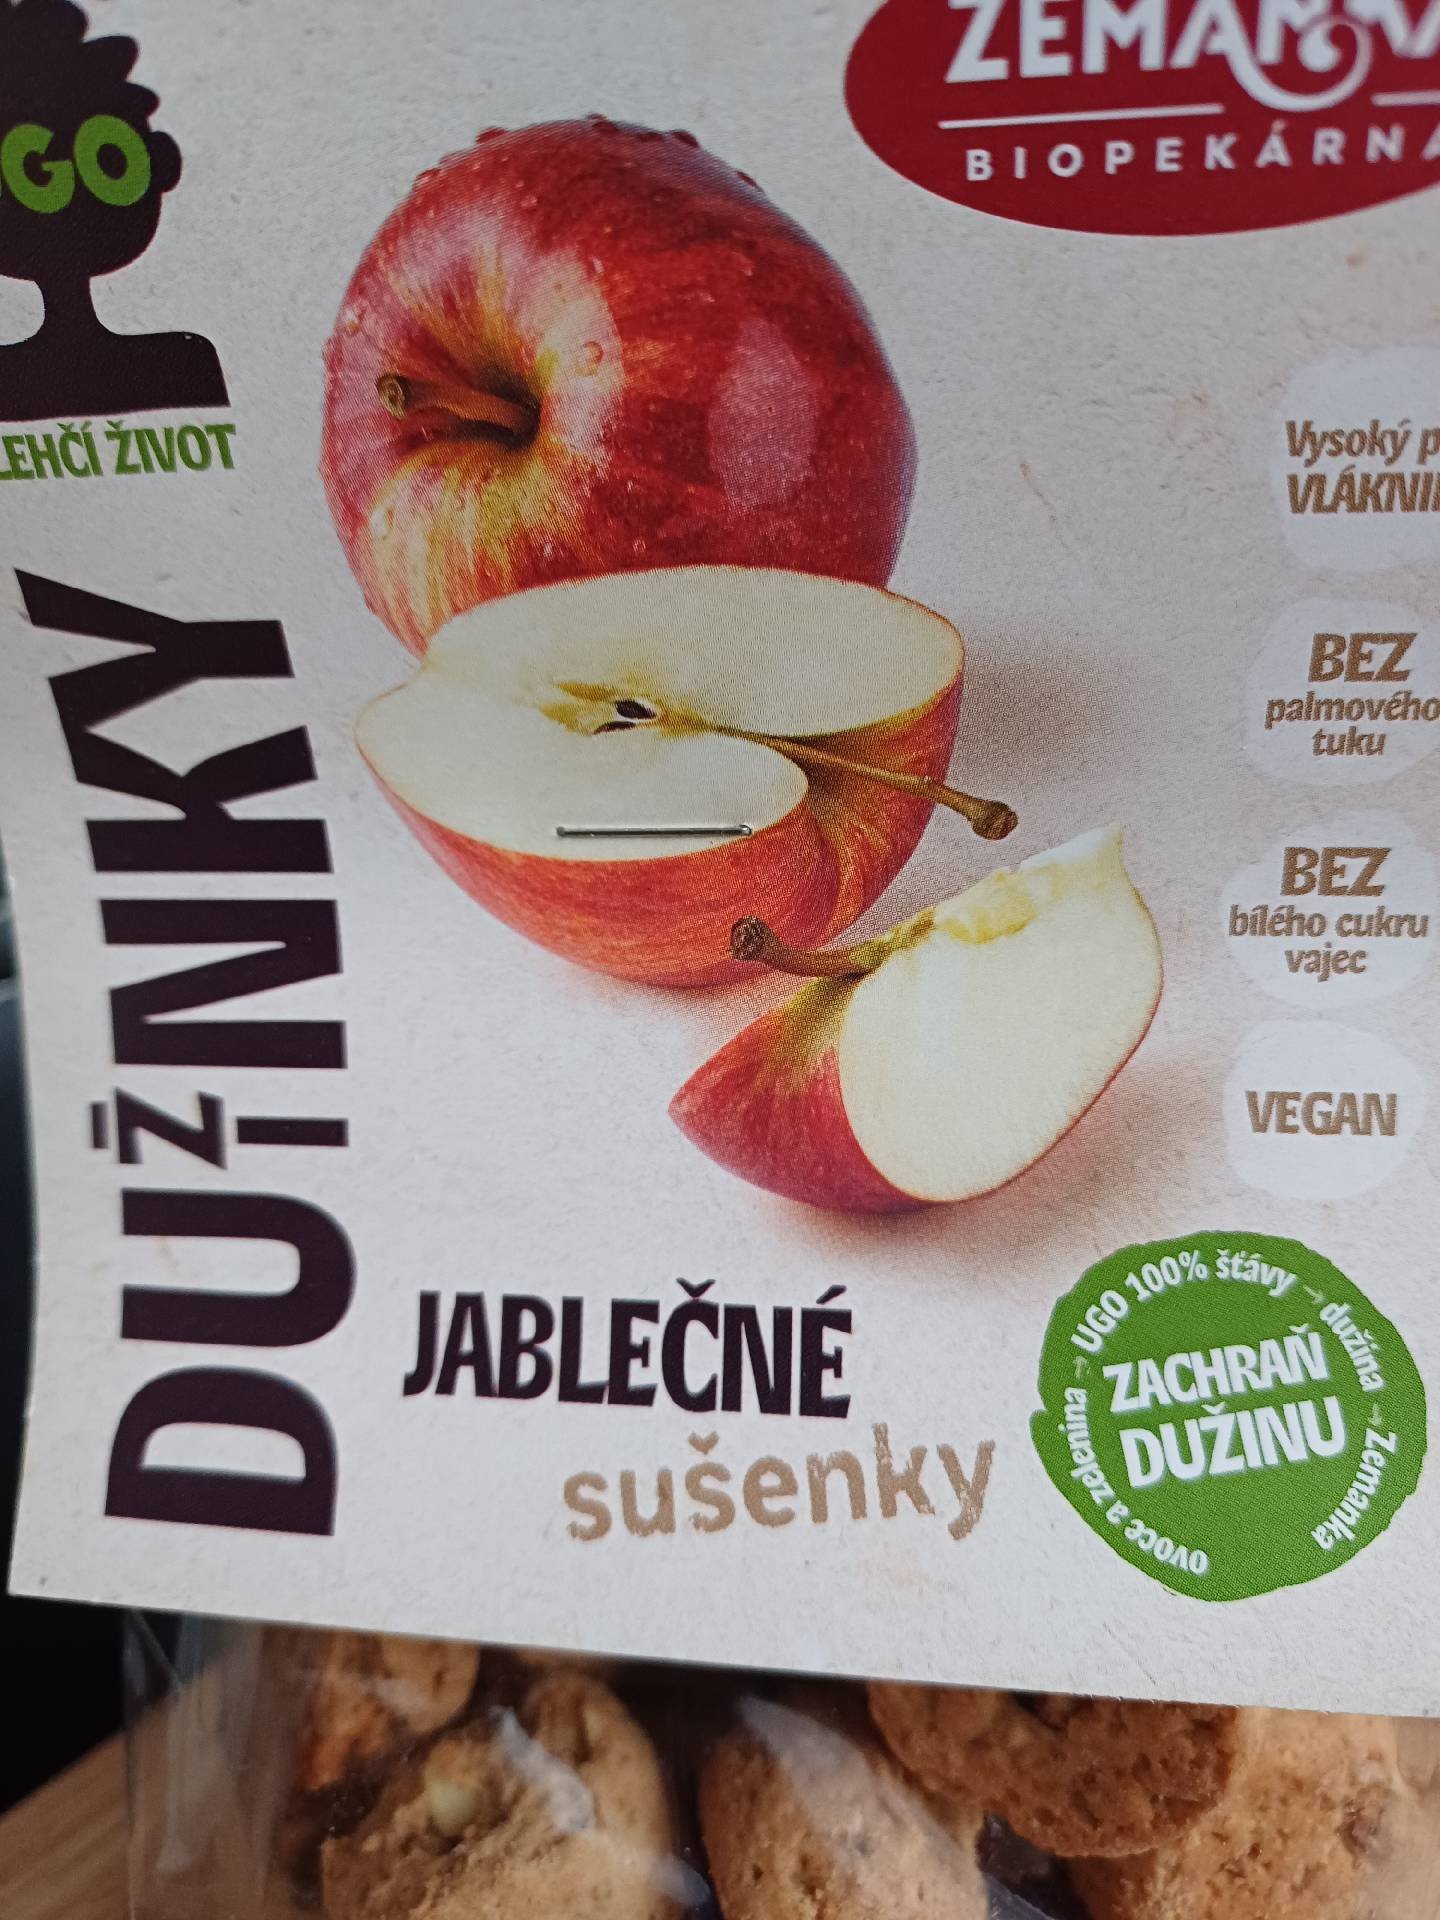 GO
LEHČÍ ŽIVOT
BIOPEKÁRNA
DUŽINKY
Vysoký
BEZ
palmového
tuku
BEZ
bílého cukru
vajec
VEGAN
JABLEČNÉ
sušenky
ovoce a zelenina → UGO 100% šťávy → dužina → Zemanka
ZACHRAŇ
DUŽINU